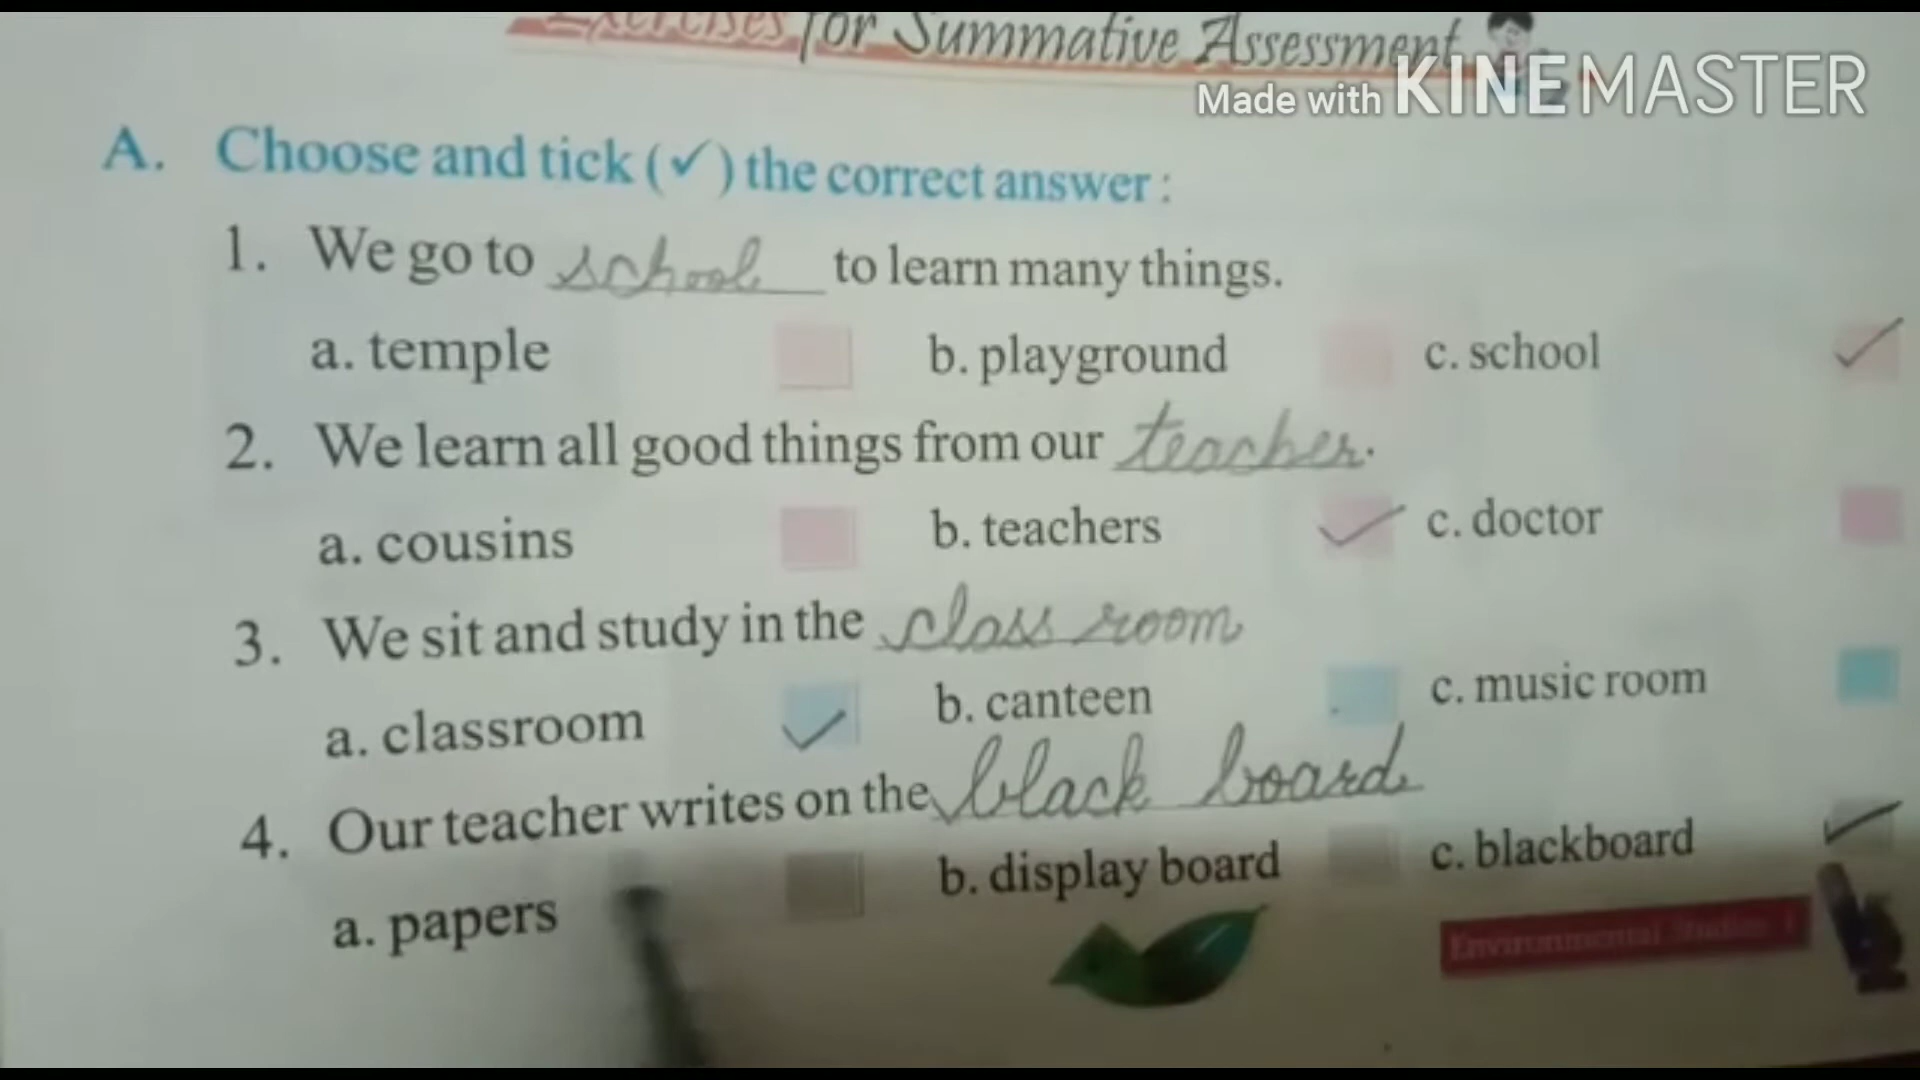 Exercises for Summative Assessment
Made with KINEMASTER
A. Choose and tick (✓) the correct answer :
1. We go to school to learn many things.
a. temple b. playground c. school ✓
2. We learn all good things from our teacher.
a. cousins b. teachers ✓ c. doctor
3. We sit and study in the class room
a. classroom ✓ b. canteen c. music room
4. Our teacher writes on the black board
a. papers b. display board c. blackboard ✓
Environmental Studies 1